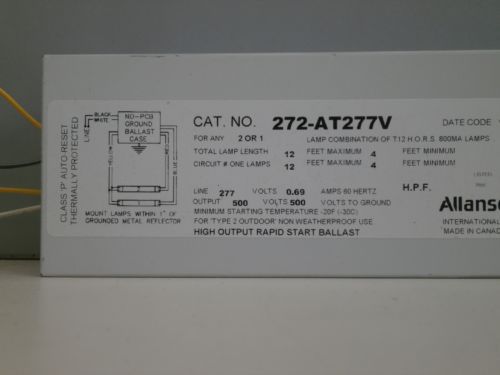 CLASS 'P' AUTO RESET
THERMALLY PROTECTED
LINE
BLACK
WHITE
NO-PCB
GROUND
BALLAST
CASE
YELLOW
RED
BLUE
MOUNT LAMPS WITHIN 1" OF
GROUNDED METAL REFLECTOR
CAT. NO. 272-AT277V DATE CODE
FOR ANY 2 OR 1 LAMP COMBINATION OF T12 H.O.R.S. 800MA LAMPS
TOTAL LAMP LENGTH 12 FEET MAXIMUM 4 FEET MINIMUM
CIRCUIT # ONE LAMPS 12 FEET MAXIMUM 4 FEET MINIMUM
LINE 277 VOLTS 0.69 AMPS 60 HERTZ H.P.F.
OUTPUT 500 VOLTS 500 VOLTS TO GROUND
MINIMUM STARTING TEMPERATURE -20F (-30C)
FOR 'TYPE 2 OUTDOOR' NON WEATHERPROOF USE
HIGH OUTPUT RAPID START BALLAST
Allanso
INTERNATIONAL
MADE IN CANAD